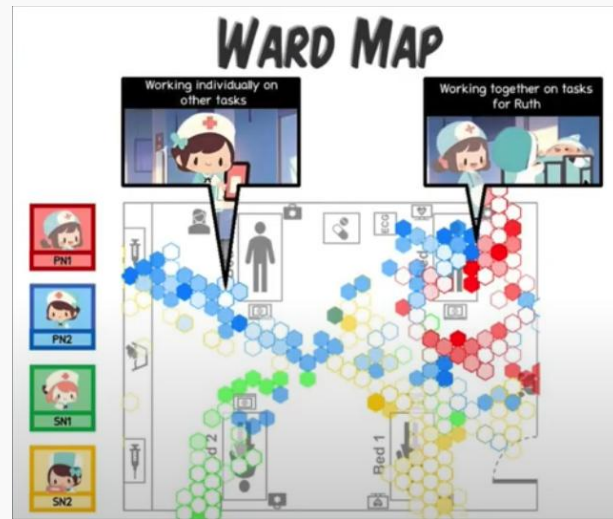 WARD MAP
Working individually on
other tasks
Working together on tasks
for Ruth
PN1
PN2
SN1
SN2
ECG
Bed 1